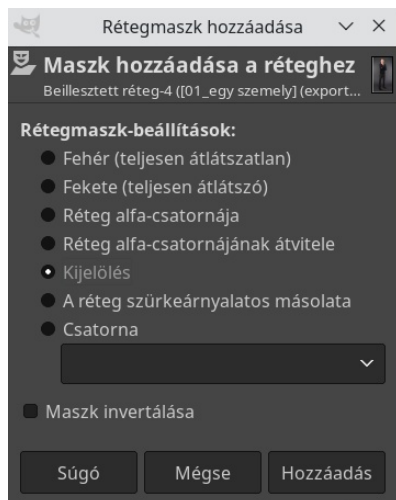 Rétegmaszk hozzáadása
Maszk hozzáadása a réteghez
Beillesztett réteg-4 ([01_egy szemely] (export...
Rétegmaszk-beállítások:
Fehér (teljesen átlátszatlan)
Fekete (teljesen átlátszó)
Réteg alfa-csatornája
Réteg alfa-csatornájának átvitele
Kijelölés
A réteg szürkeárnyalatos másolata
Csatorna
Maszk invertálása
Súgó Mégse Hozzáadás